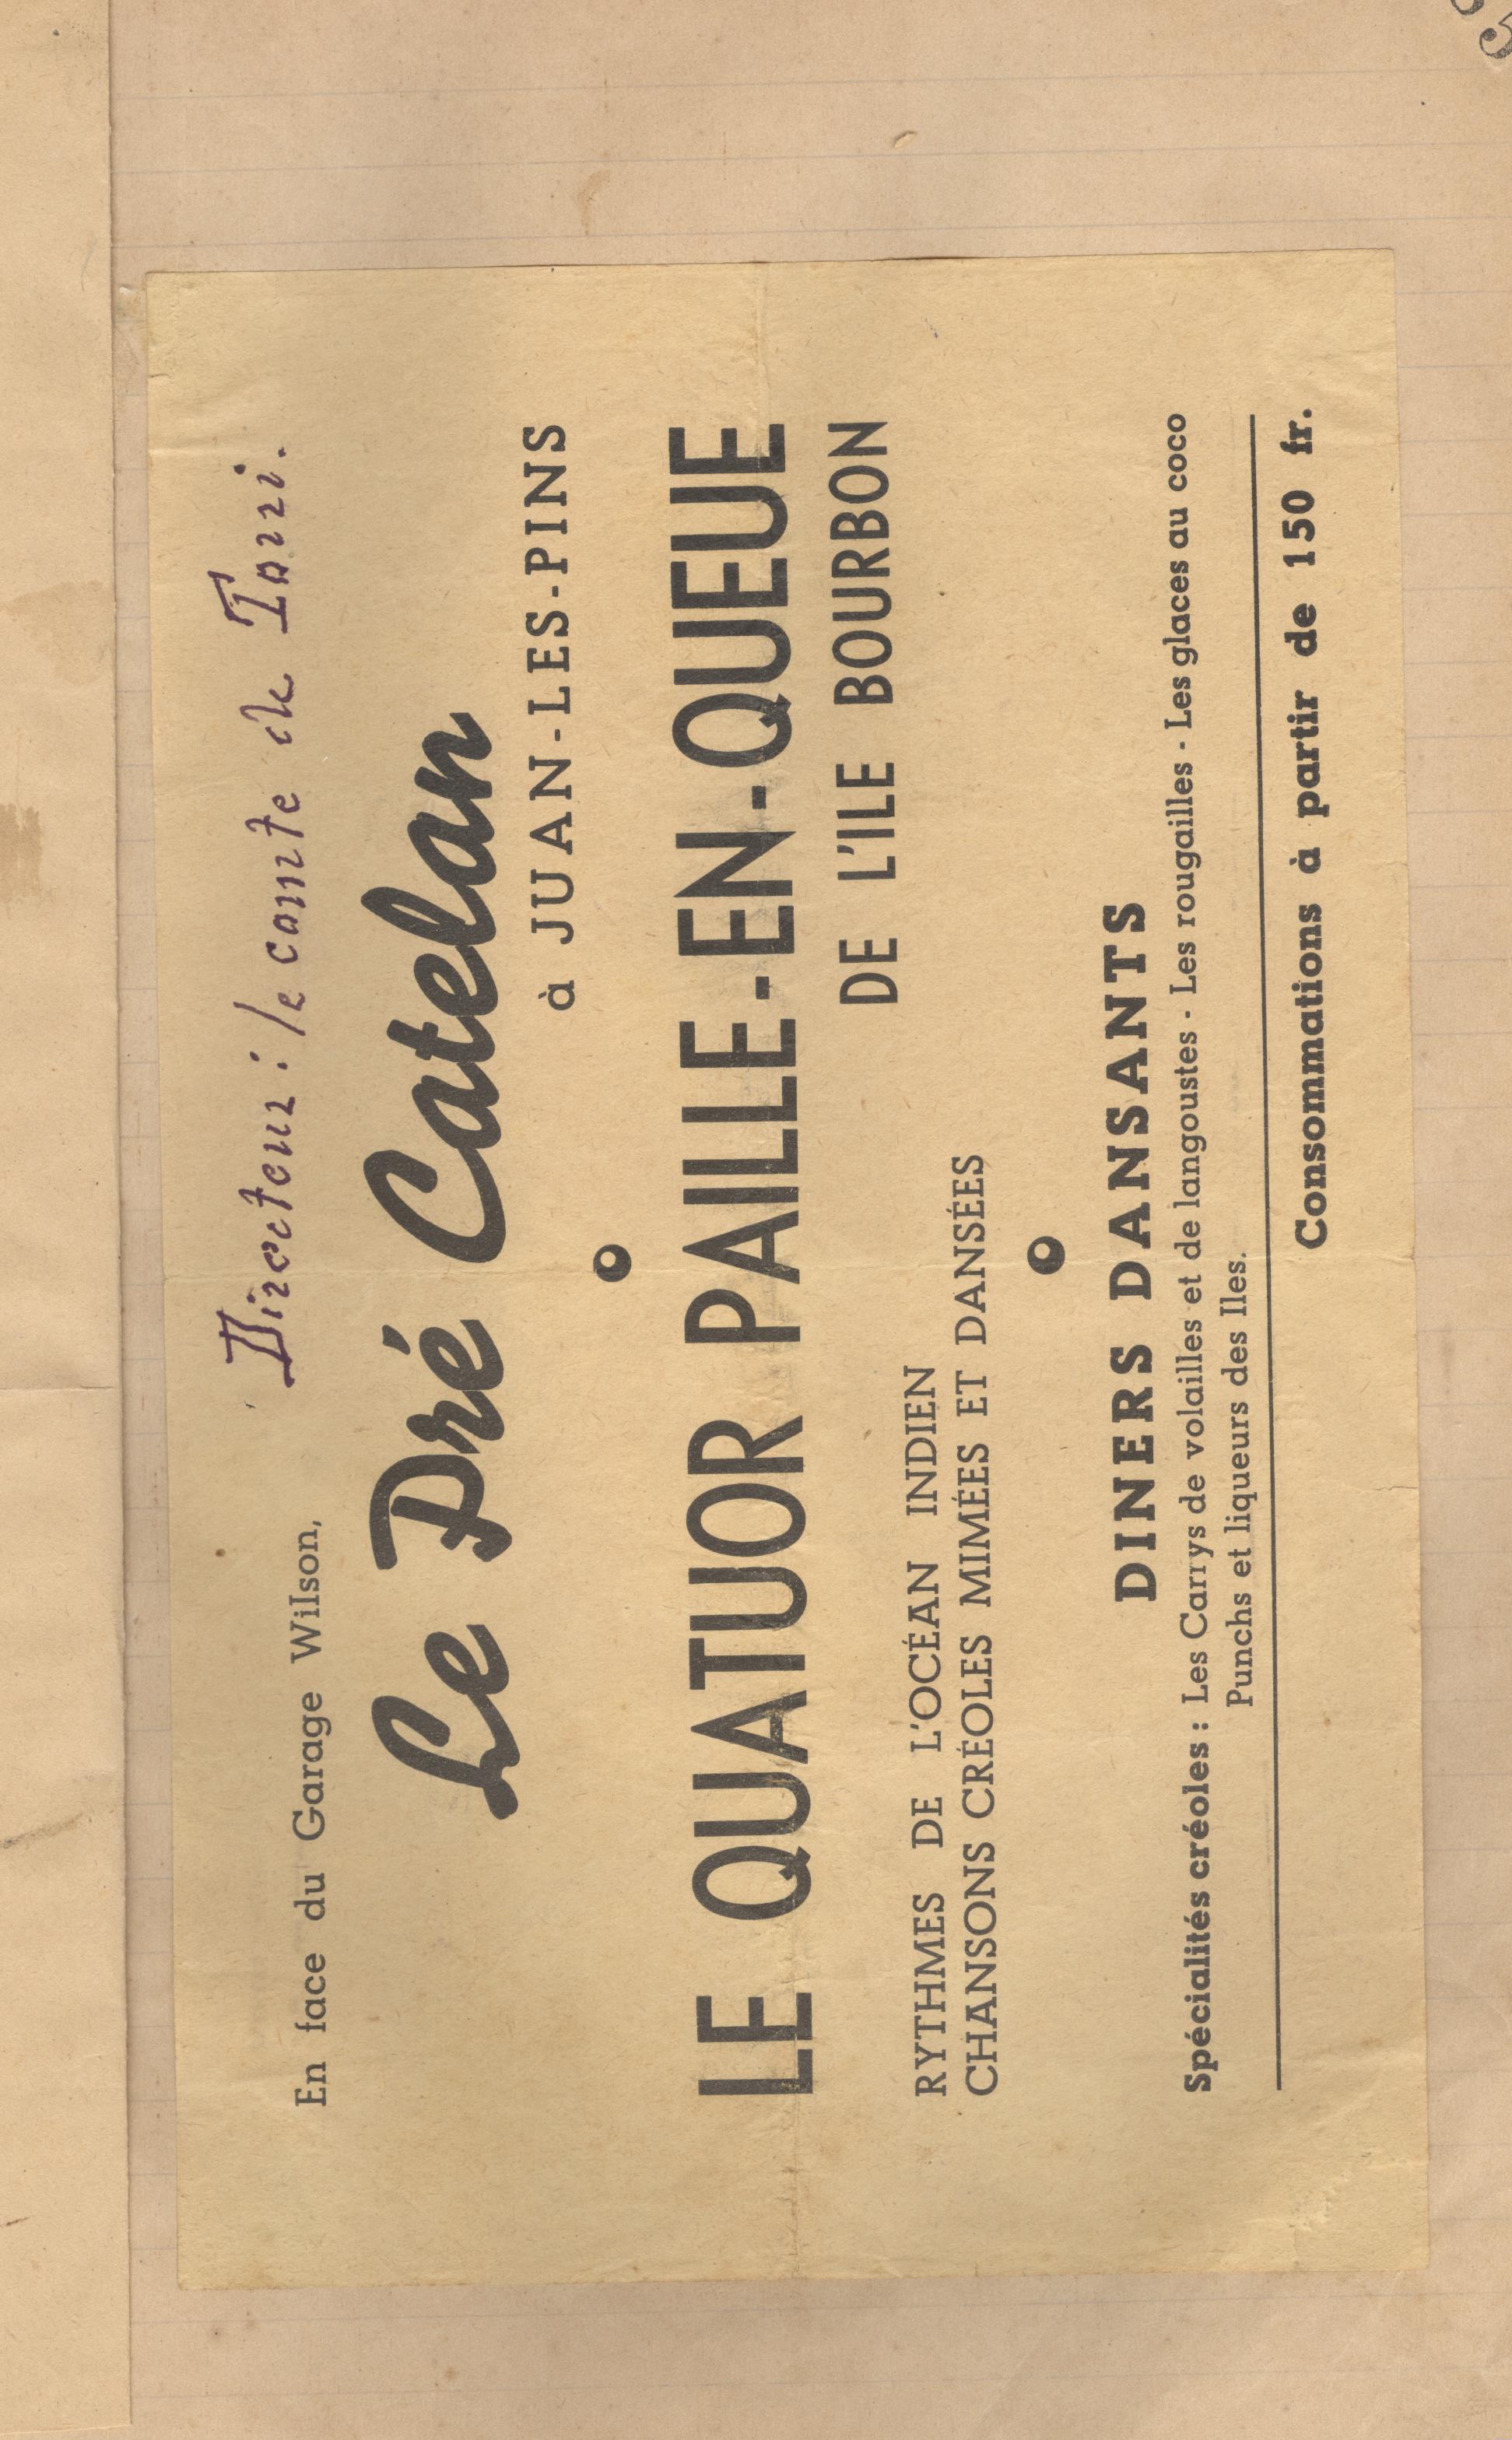 Directeur : le comte de
En face du Garage Wilson,
Le Pré Catelan
à JUAN-LES-PINS
LE QUATUOR PAILLE-EN-QUEUE
DE L'ILE BOURBON
RYTHMES DE L'OCÉAN INDIEN
CHANSONS CRÉOLES MIMÉES ET DANSÉES
DINERS DANSANTS
Spécialités créoles : Les Carrys de volailles et de langoustes - Les rougailles - Les glaces au coco
Punchs et liqueurs des Iles.
Consommations à partir de 150 fr.